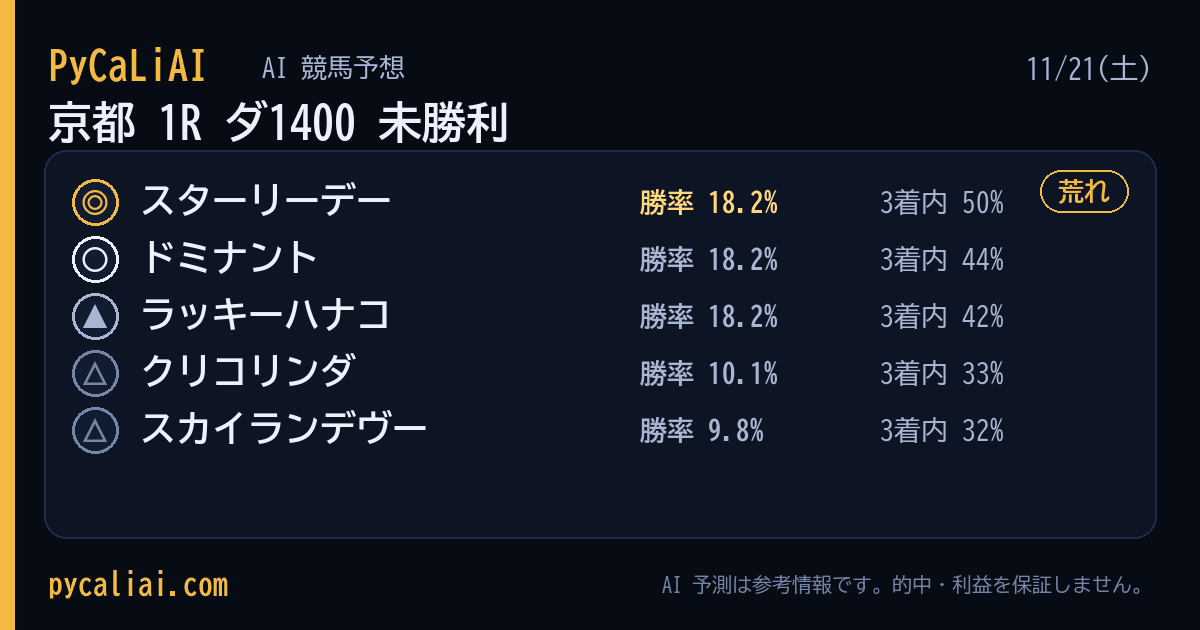 PyCaLiAI AI 競馬予想 11/21(土)
京都 1R ダ1400 未勝利
◎ スターリーデー 勝率 18.2% 3着内 50% 荒れ
○ ドミナント 勝率 18.2% 3着内 44%
▲ ラッキーハナコ 勝率 18.2% 3着内 42%
△ クリコリンダ 勝率 10.1% 3着内 33%
△ スカイランデヴー 勝率 9.8% 3着内 32%
pycaliai.com AI 予測は参考情報です。的中・利益を保証しません。